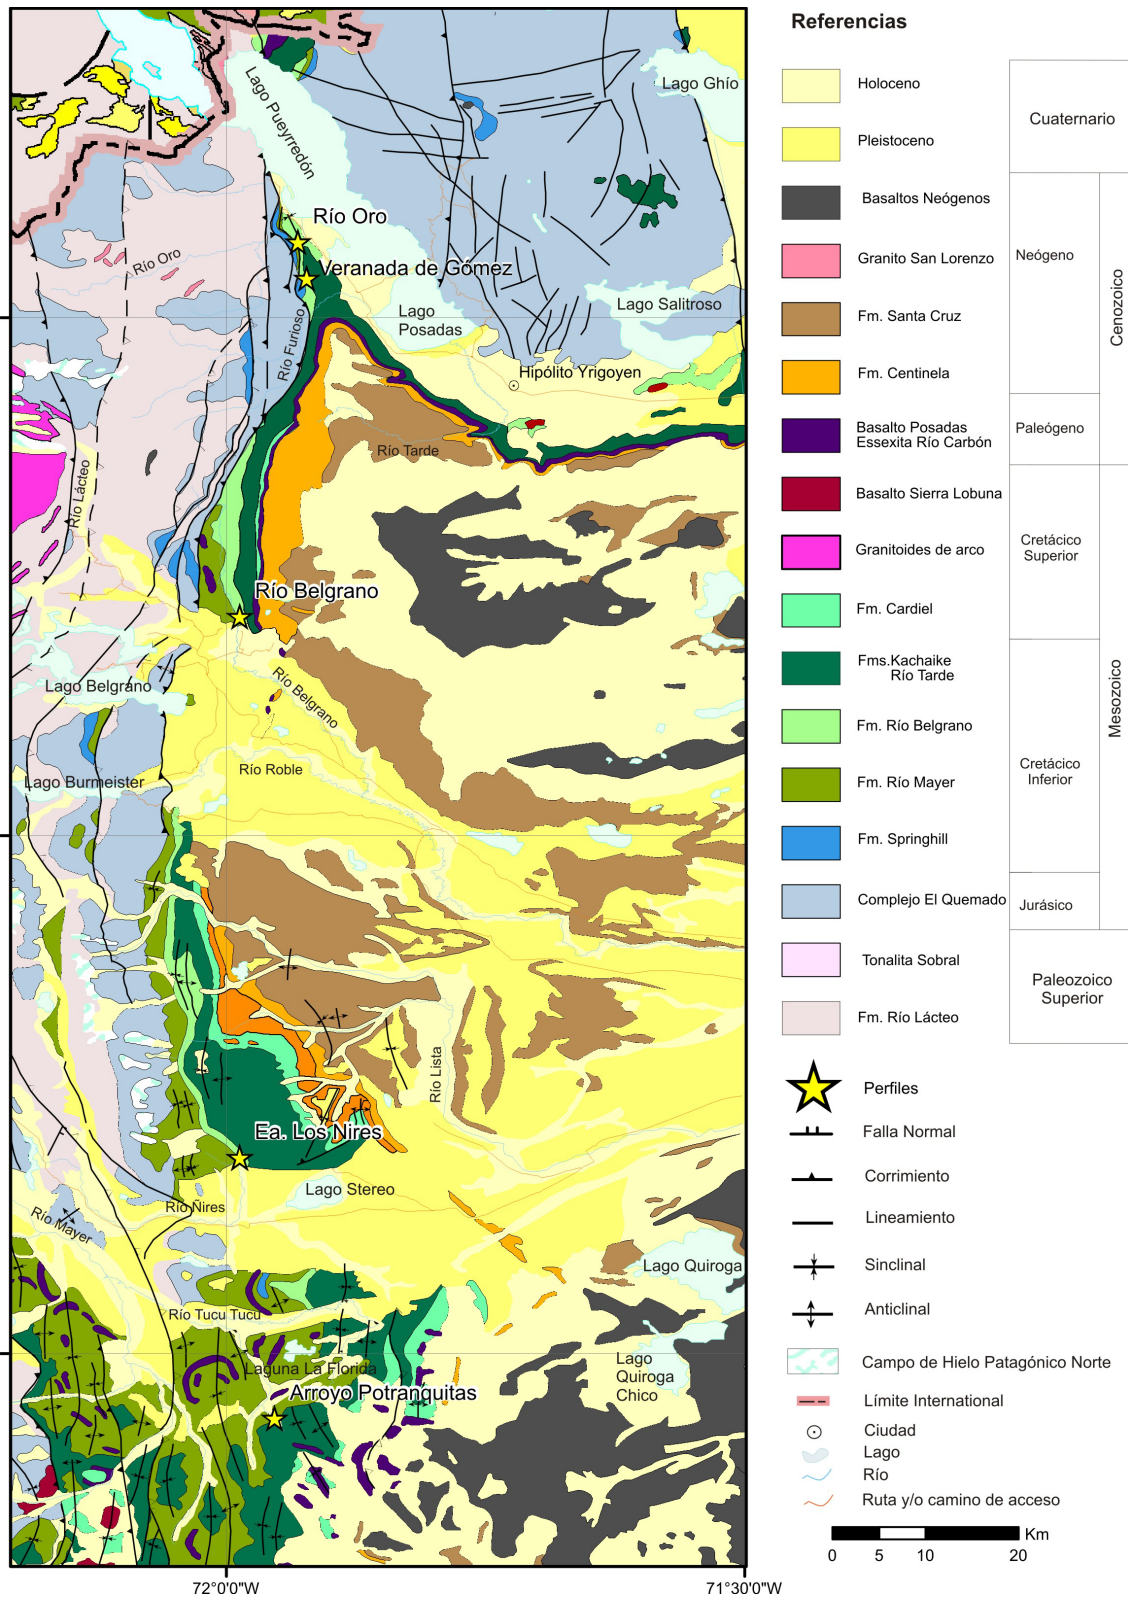 Referencias
Holoceno
Pleistoceno
Basaltos Neógenos
Granito San Lorenzo
Fm. Santa Cruz
Fm. Centinela
Basalto Posadas
Essexita Río Carbón
Basalto Sierra Lobuna
Granitoides de arco
Fm. Cardiel
Fms.Kachaike
Río Tarde
Fm. Río Belgrano
Fm. Río Mayer
Fm. Springhill
Complejo El Quemado
Tonalita Sobral
Fm. Río Lácteo
Cuaternario
Neógeno
Paleógeno
Cretácico
Superior
Cretácico
Inferior
Jurásico
Paleozoico
Superior
Cenozoico
Mesozoico
Perfiles
Falla Normal
Corrimiento
Lineamiento
Sinclinal
Anticlinal
Campo de Hielo Patagónico Norte
Límite International
Ciudad
Lago
Río
Ruta y/o camino de acceso
Km
0 5 10 20
Lago Pueyrredón
Lago Ghío
Río Oro
Veranada de Gómez
Río Oro
Lago
Posadas
Lago Salitroso
Río Furioso
Hipólito Yrigoyen
Río Tarde
Río Lácteo
Río Belgrano
Lago Belgrano
Río Belgrano
Río Roble
Lago Burmeister
Río Lista
Ea. Los Nires
Lago Stereo
Río Ñires
Río Mayer
Lago Quiroga
Río Tucu Tucu
Laguna La Florida
Lago
Quiroga
Chico
Arroyo Potranquitas
72°0'0"W
71°30'0"W